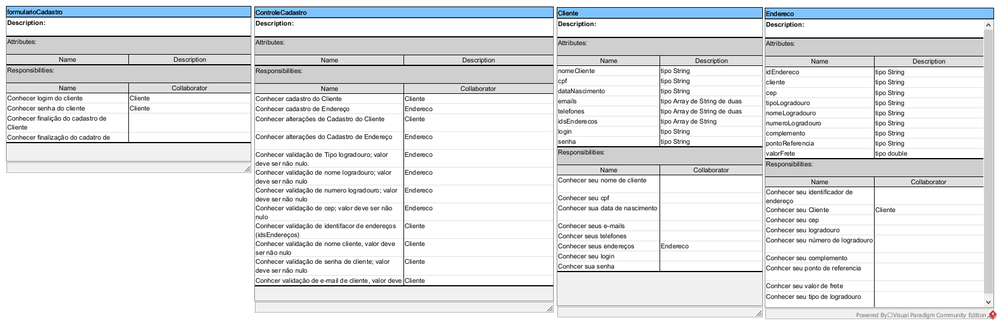 formularioCadastro
Description:
Attributes:
Name Description
Responsibilities:
Name Collaborator
Conhecer logim do cliente Cliente
Conhecer senha do cliente Cliente
Conhecer finalição do cadastro de
Cliente
Conhecer finalização do cadatro de
ControleCadastro
Description:
Attributes:
Name Description
Responsibilities:
Name Collaborator
Conhecer cadastro do Cliente Cliente
Conhecer cadastro de Endereço Endereco
Conhecer alterações de Cadastro do Cliente Cliente
Conhecer alterações do Cadastro de Endereço Endereco
Conhecer validação de Tipo logradouro; valor Endereco
deve ser não nulo.
Conhecer validação de nome logradouro; valor Endereco
deve ser não nulo
Conhecer validação de numero logradouro; valor Endereco
deve ser não nulo
Conhecer validação de cep; valor deve ser não Endereco
nulo
Conhecer validação de identifacor de endereços Cliente
(idsEndereços)
Conhecer validação de nome cliente, valor deve Cliente
ser não nulo
Conhecer validação de senha de cliente; valor Cliente
deve ser não nulo
Conhcer validação de e-mail de cliente, valor deve Cliente
Cliente
Description:
Attributes:
Name Description
nomeCliente tipo String
cpf tipo String
dataNascimento tipo String
emails tipo Array de String de duas
telefones tipo Array de String de duas
idsEnderecos tipo Array de String
login tipo String
senha tipo String
Responsibilities:
Name Collaborator
Conhecer seu nome de cliente
Conhecer seu cpf
Conhecer sua data de nascimento
Conhecer seus e-mails
Conhcer seus telefones
Conhecer seus endereços Endereco
Conhecer seu login
Conhcer sua senha
Endereco
Description:
Attributes:
Name Description
idEndereco tipo String
cliente tipo String
cep tipo String
tipoLogradouro tipo String
nomeLogradouro tipo String
numeroLogradouro tipo String
complemento tipo String
pontoReferencia tipo String
valorFrete tipo double
Responsibilities:
Name Collaborator
Conhecer seu identificador de
endereço
Conhecer seu Cliente Cliente
Conhecer seu cep
Conhecer seu logradouro
Conhecer seu número de logradouro
Conhecer seu complemento
Conhcer seu ponto de referencia
Conhcer seu valor de frete
Conhecer seu tipo de logradouro
Powered By Visual Paradigm Community Edition